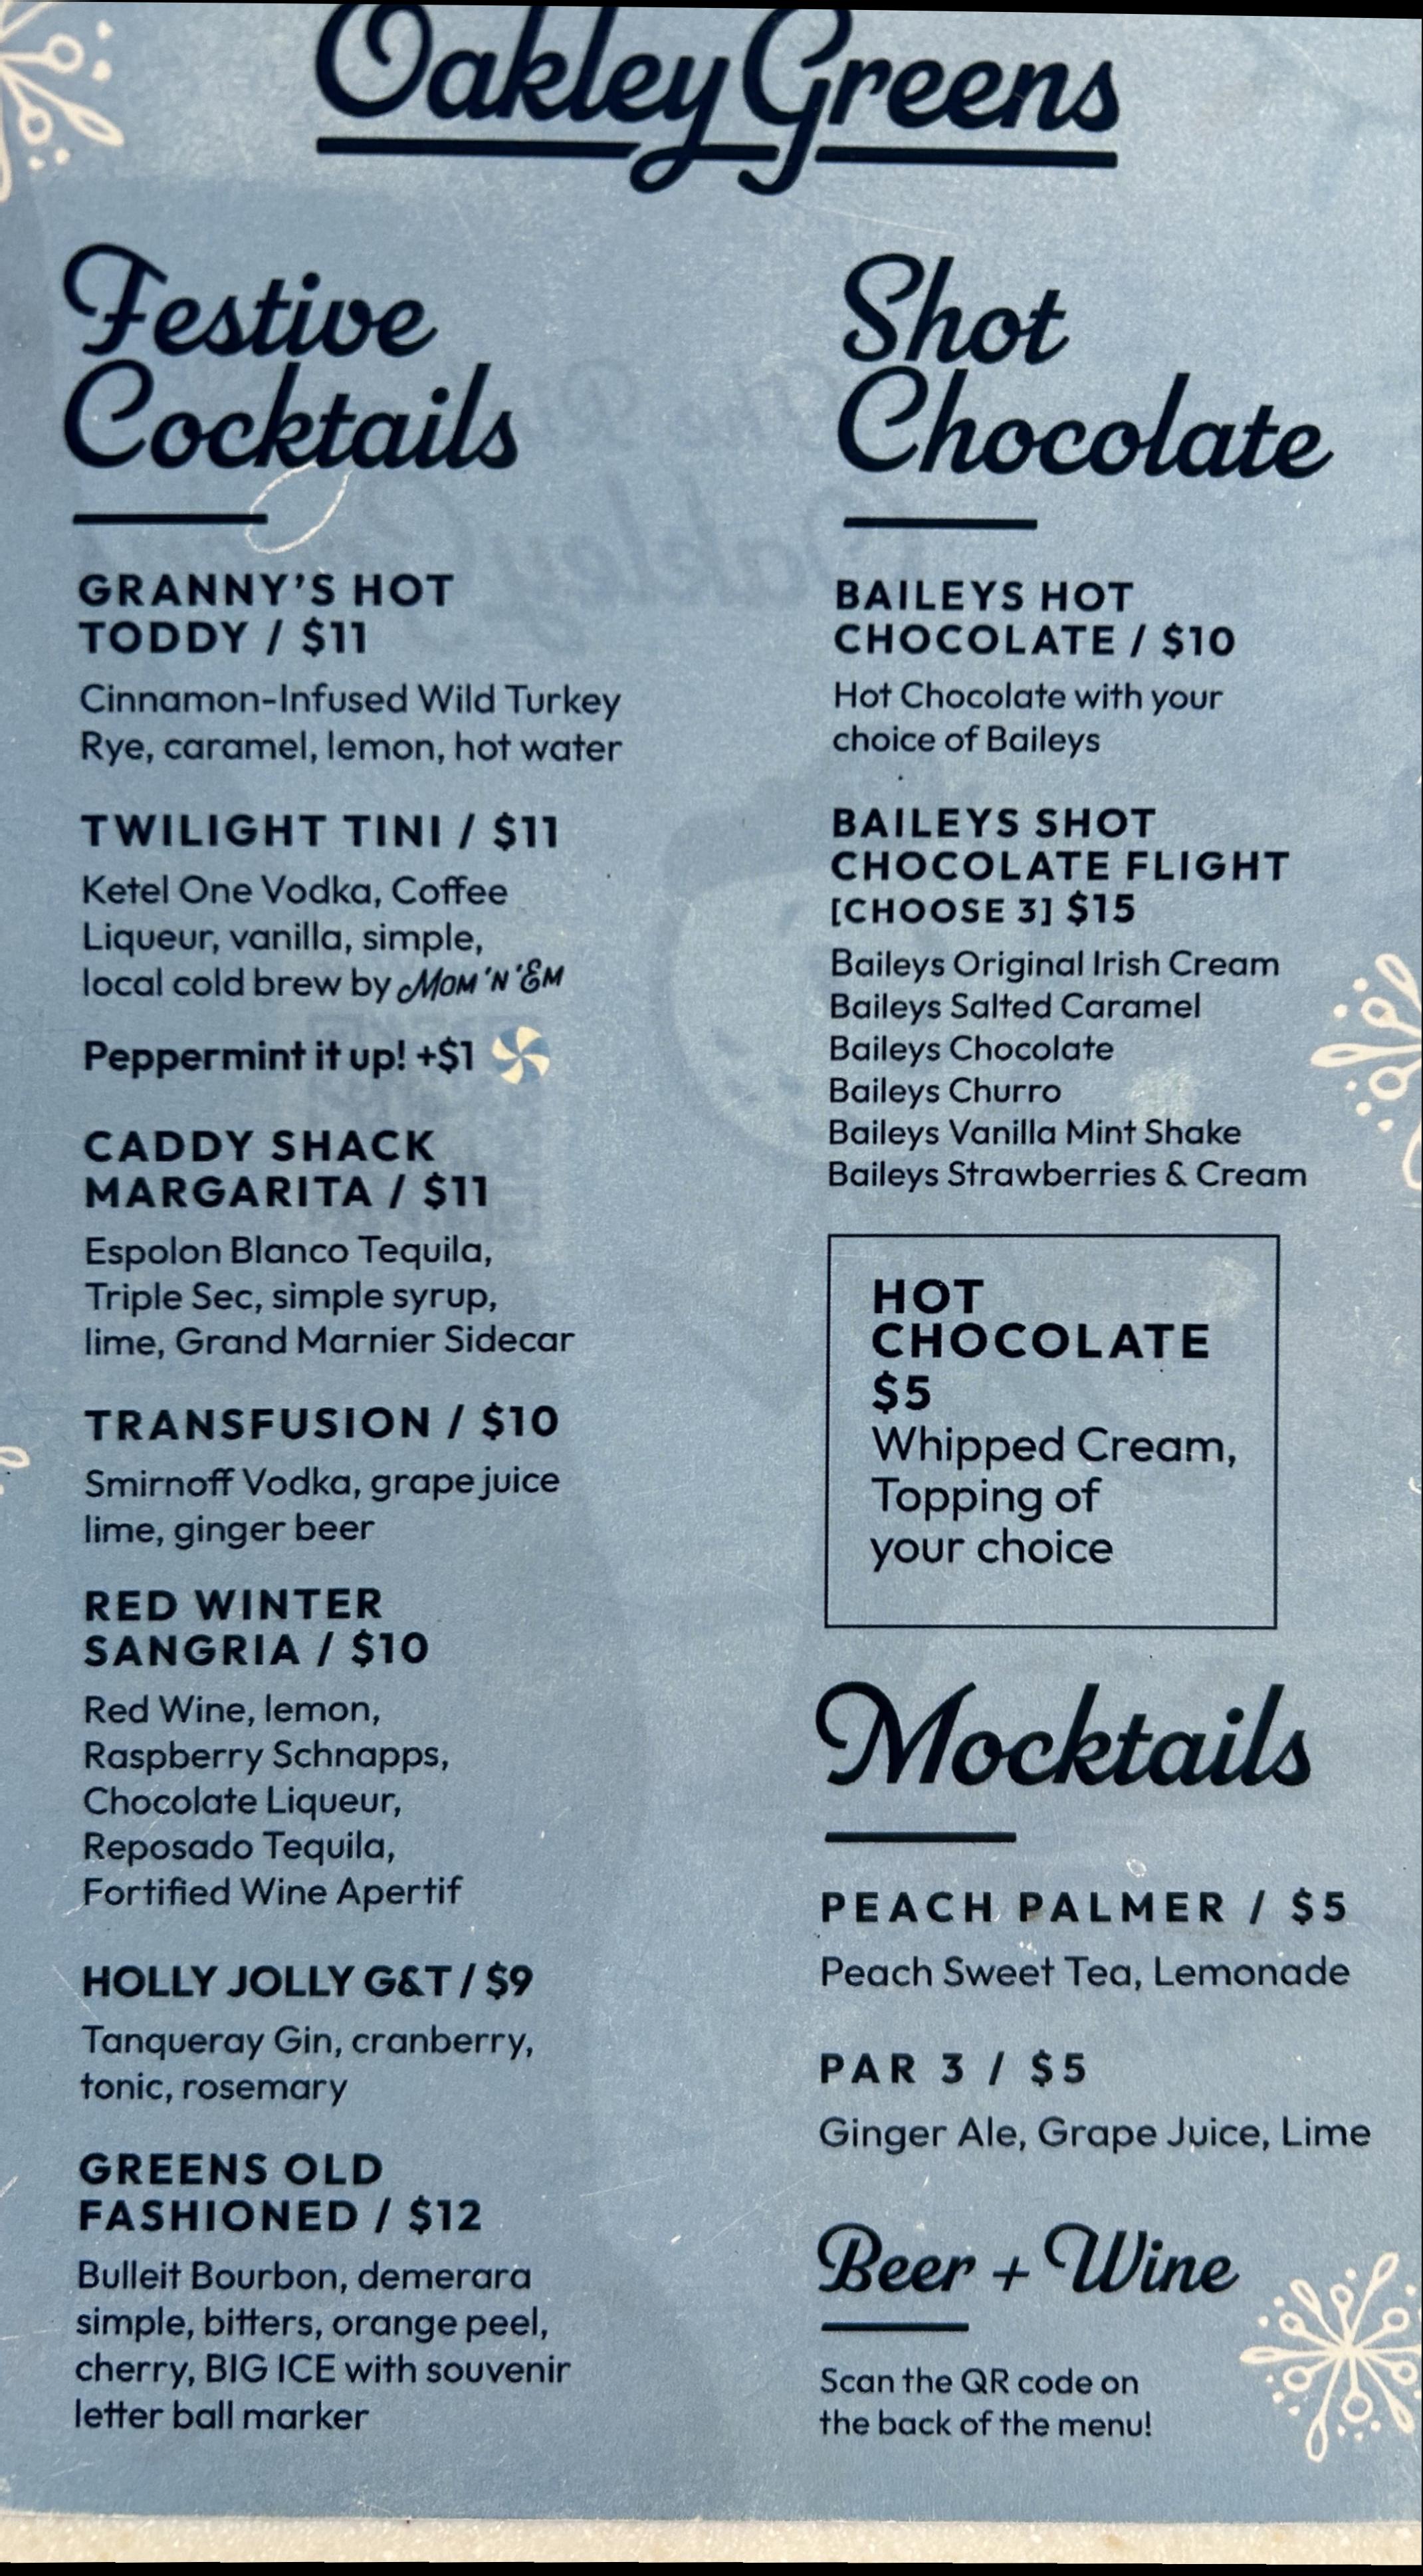 Oakley Greens
Festive
Cocktails
GRANNY'S HOT
TODDY / $11
Cinnamon-Infused Wild Turkey
Rye, caramel, lemon, hot water
TWILIGHT TINI / $11
Ketel One Vodka, Coffee
Liqueur, vanilla, simple,
local cold brew by MOM 'N 'EM
Peppermint it up! +$1
CADDY SHACK
MARGARITA / $11
Espolon Blanco Tequila,
Triple Sec, simple syrup,
lime, Grand Marnier Sidecar
TRANSFUSION / $10
Smirnoff Vodka, grape juice
lime, ginger beer
RED WINTER
SANGRIA / $10
Red Wine, lemon,
Raspberry Schnapps,
Chocolate Liqueur,
Reposado Tequila,
Fortified Wine Apertif
HOLLY JOLLY G&T / $9
Tanqueray Gin, cranberry,
tonic, rosemary
GREENS OLD
FASHIONED / $12
Bulleit Bourbon, demerara
simple, bitters, orange peel,
cherry, BIG ICE with souvenir
letter ball marker
Shot
Chocolate
BAILEYS HOT
CHOCOLATE / $10
Hot Chocolate with your
choice of Baileys
BAILEYS SHOT
CHOCOLATE FLIGHT
[CHOOSE 3] $15
Baileys Original Irish Cream
Baileys Salted Caramel
Baileys Chocolate
Baileys Churro
Baileys Vanilla Mint Shake
Baileys Strawberries & Cream
HOT
CHOCOLATE
$5
Whipped Cream,
Topping of
your choice
Mocktails
PEACH PALMER / $5
Peach Sweet Tea, Lemonade
PAR 3 / $5
Ginger Ale, Grape Juice, Lime
Beer + Wine
Scan the QR code on
the back of the menu!